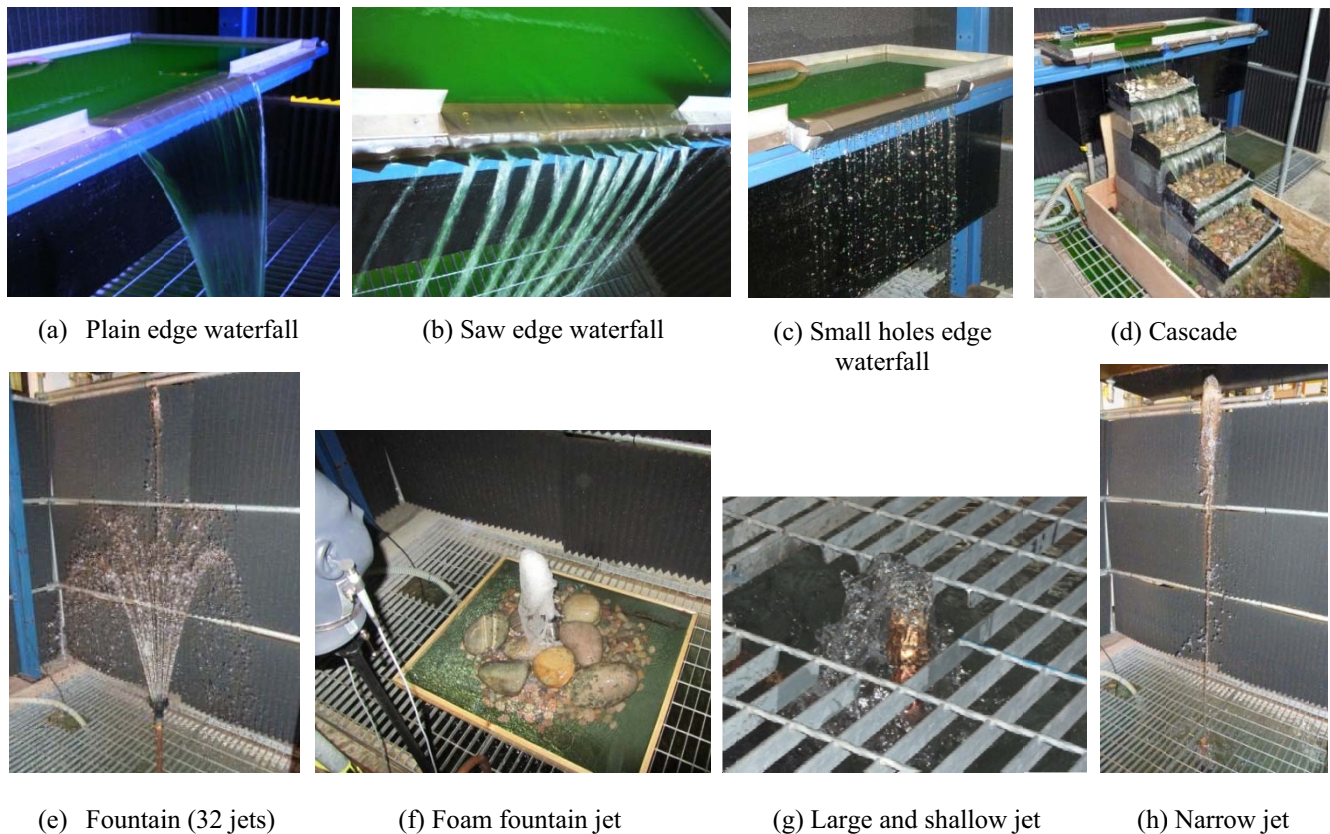 (a) Plain edge waterfall
(b) Saw edge waterfall
(c) Small holes edge
waterfall
(d) Cascade
(e) Fountain (32 jets)
(f) Foam fountain jet
(g) Large and shallow jet
(h) Narrow jet